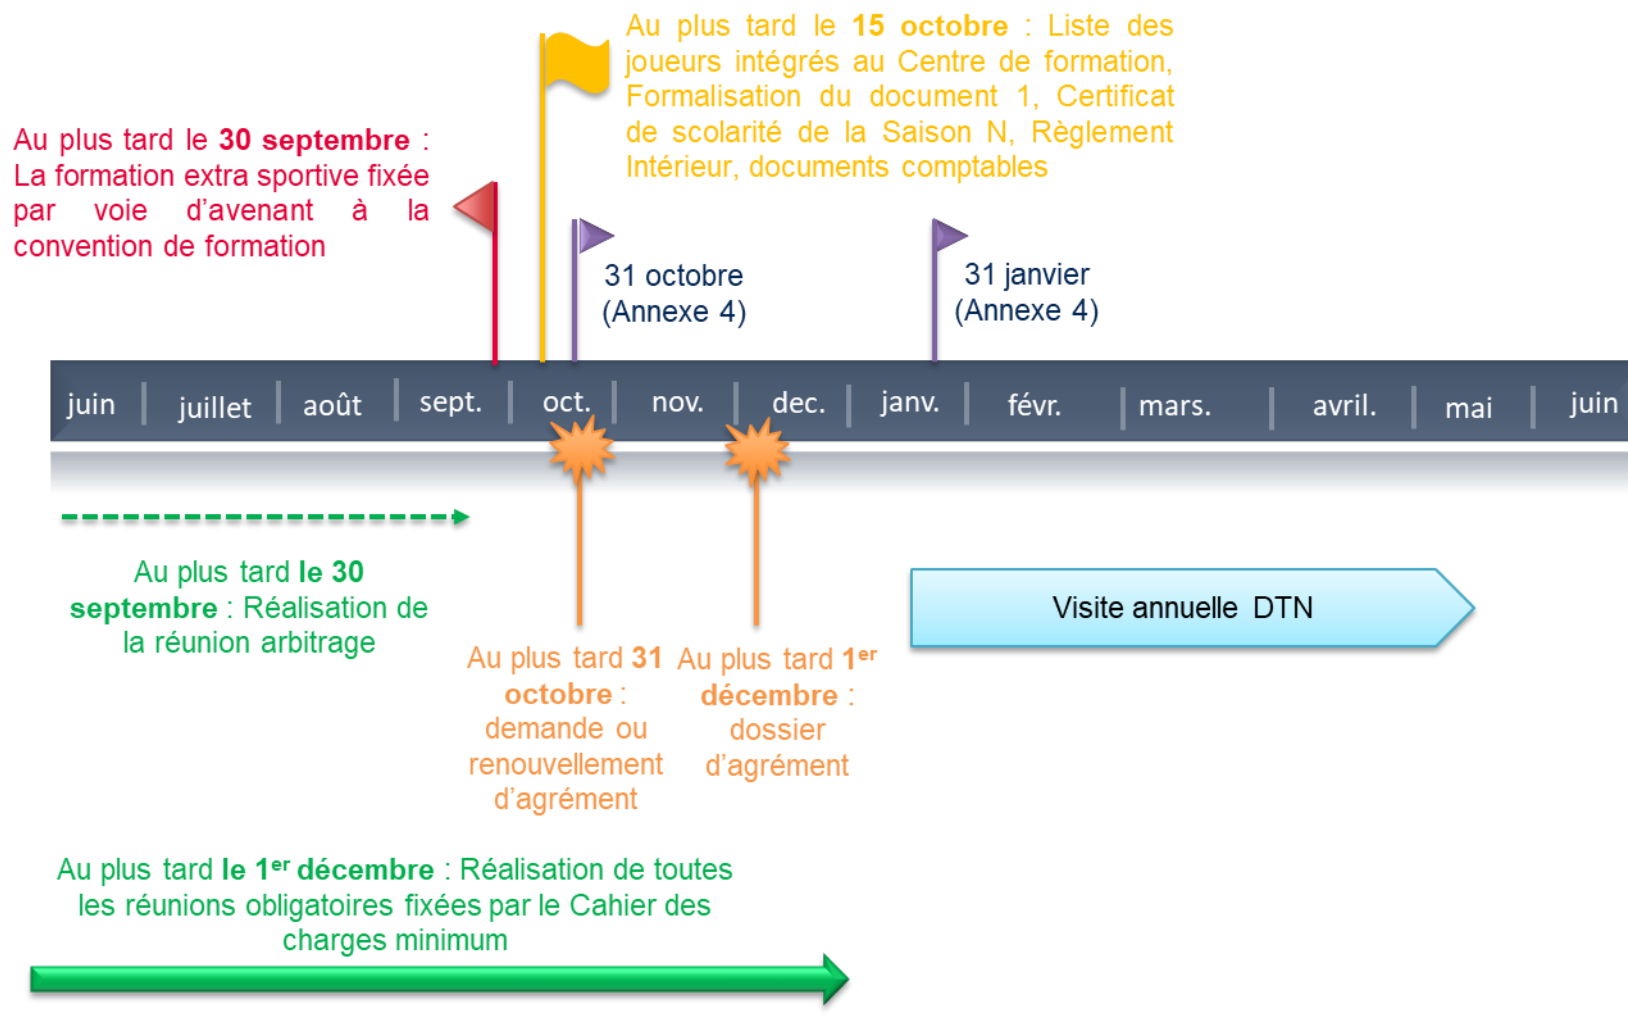 Au plus tard le 15 octobre : Liste des
joueurs intégrés au Centre de formation,
Formalisation du document 1, Certificat
de scolarité de la Saison N, Règlement
Intérieur, documents comptables
Au plus tard le 30 septembre :
La formation extra sportive fixée
par voie d'avenant à la
convention de formation
31 octobre
(Annexe 4)
31 janvier
(Annexe 4)
juin juillet août sept. oct. nov. dec. janv. févr. mars. avril. mai juin
Au plus tard le 30
septembre : Réalisation de
la réunion arbitrage
Visite annuelle DTN
Au plus tard 31
octobre :
demande ou
renouvellement
d'agrément
Au plus tard 1er
décembre :
dossier
d'agrément
Au plus tard le 1er décembre : Réalisation de toutes
les réunions obligatoires fixées par le Cahier des
charges minimum